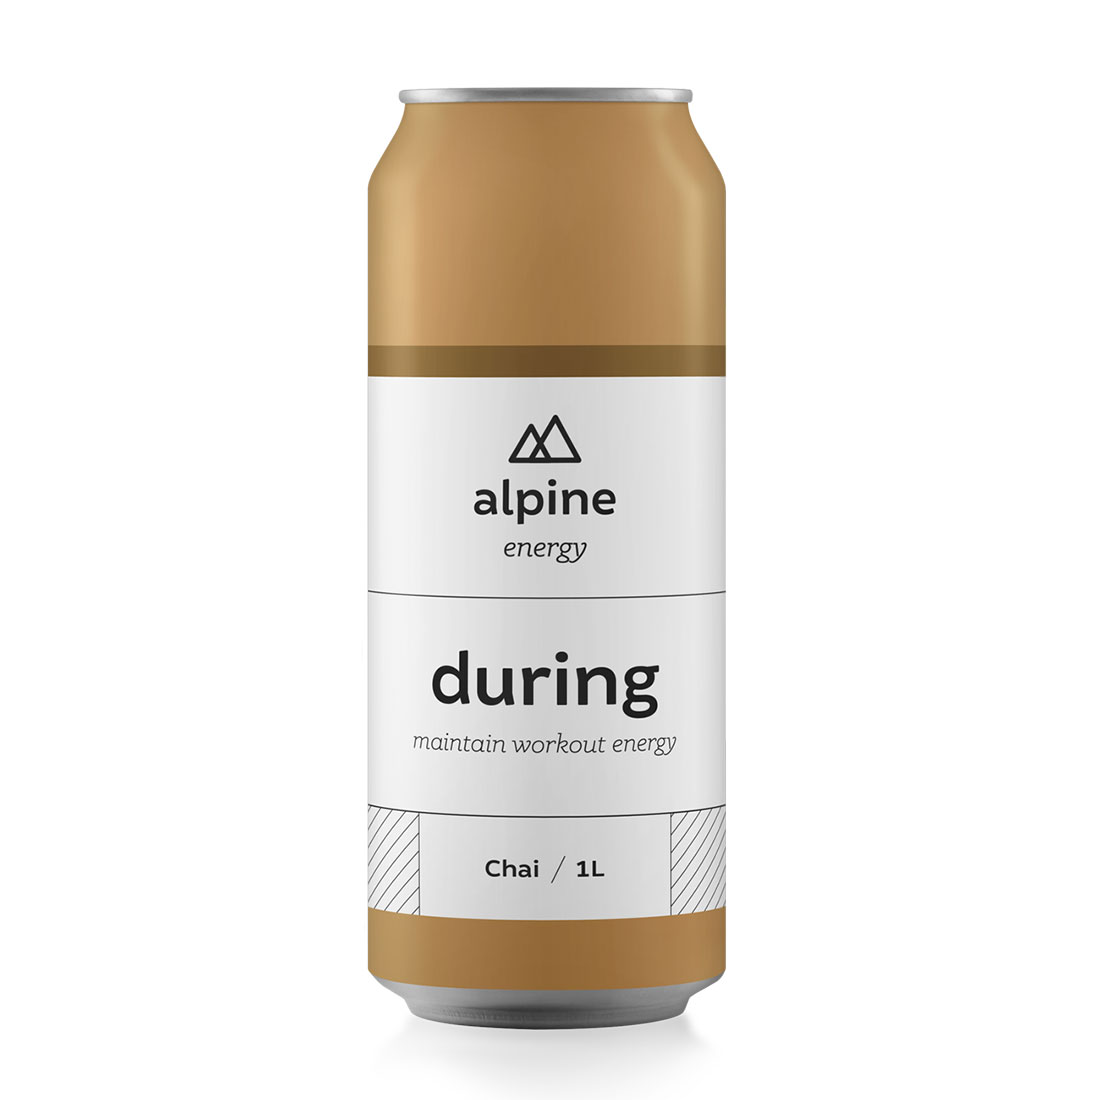 alpine
energy
during
maintain workout energy
Chai / 1L